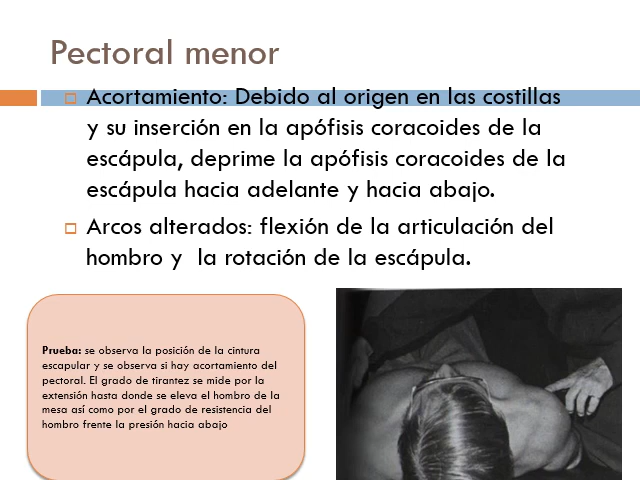 Pectoral menor
Acortamiento: Debido al origen en las costillas
y su inserción en la apófisis coracoides de la
escápula, deprime la apófisis coracoides de la
escápula hacia adelante y hacia abajo.
Arcos alterados: flexión de la articulación del
hombro y  la rotación de la escápula.
Prueba: se observa la posición de la cintura
escapular y se observa si hay acortamiento del
pectoral. El grado de tirantez se mide por la
extensión hasta donde se eleva el hombro de la
mesa así como por el grado de resistencia del
hombro frente la presión hacia abajo